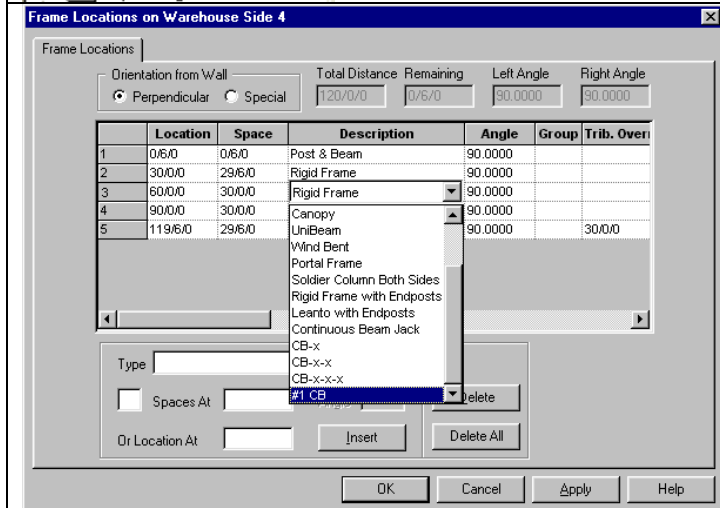 Frame Locations on Warehouse Side 4
Frame Locations
Orientation from Wall Total Distance Remaining Left Angle Right Angle
Perpendicular Special 120/0/0 0/6/0 90.0000 90.0000
Location Space Description Angle Group Trib. Overr
1 0/6/0 0/6/0 Post & Beam 90.0000
2 30/0/0 29/6/0 Rigid Frame 90.0000
3 60/0/0 30/0/0 Rigid Frame 90.0000
4 90/0/0 30/0/0 Canopy 90.0000
5 119/6/0 29/6/0 UniBeam 90.0000 30/0/0
Wind Bent
Portal Frame
Soldier Column Both Sides
Rigid Frame with Endposts
Leanto with Endposts
Continuous Beam Jack
CB-x
Type CB-x-x
CB-x-x-x
Spaces At #1 CB Delete
Or Location At Insert Delete All
OK Cancel Apply Help